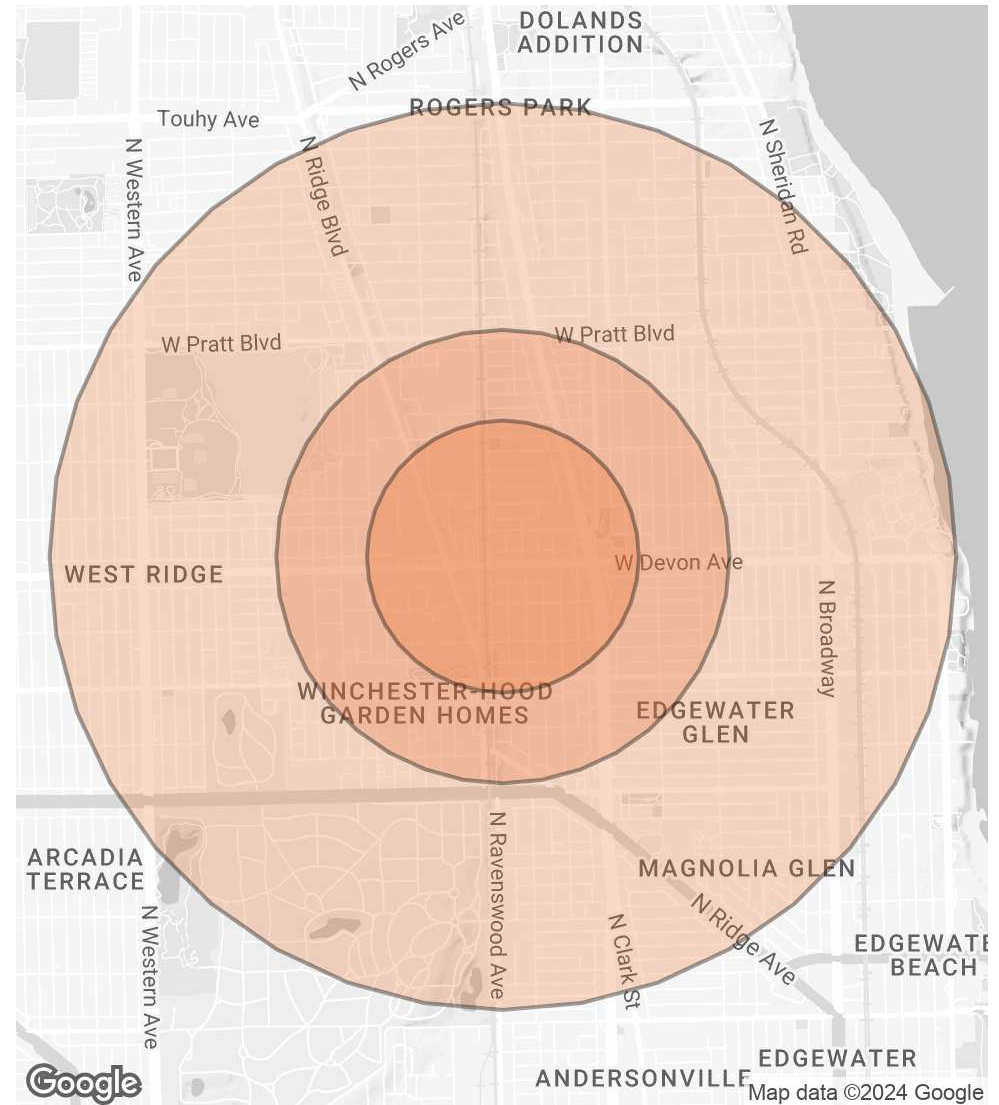 DOLANDS
ADDITION
N Rogers Ave
ROGERS PARK
Touhy Ave
N Western Ave
N Ridge Blvd
N Sheridan Rd
W Pratt Blvd
W Pratt Blvd
W Devon Ave
WEST RIDGE
N Broadway
WINCHESTER-HOOD
GARDEN HOMES
EDGEWATER
GLEN
N Ravenswood Ave
ARCADIA
TERRACE
MAGNOLIA GLEN
N Ridge Ave
N Western Ave
N Clark St
EDGEWATE
BEACH
EDGEWATER
ANDERSONVILLE
Google
Map data ©2024 Google